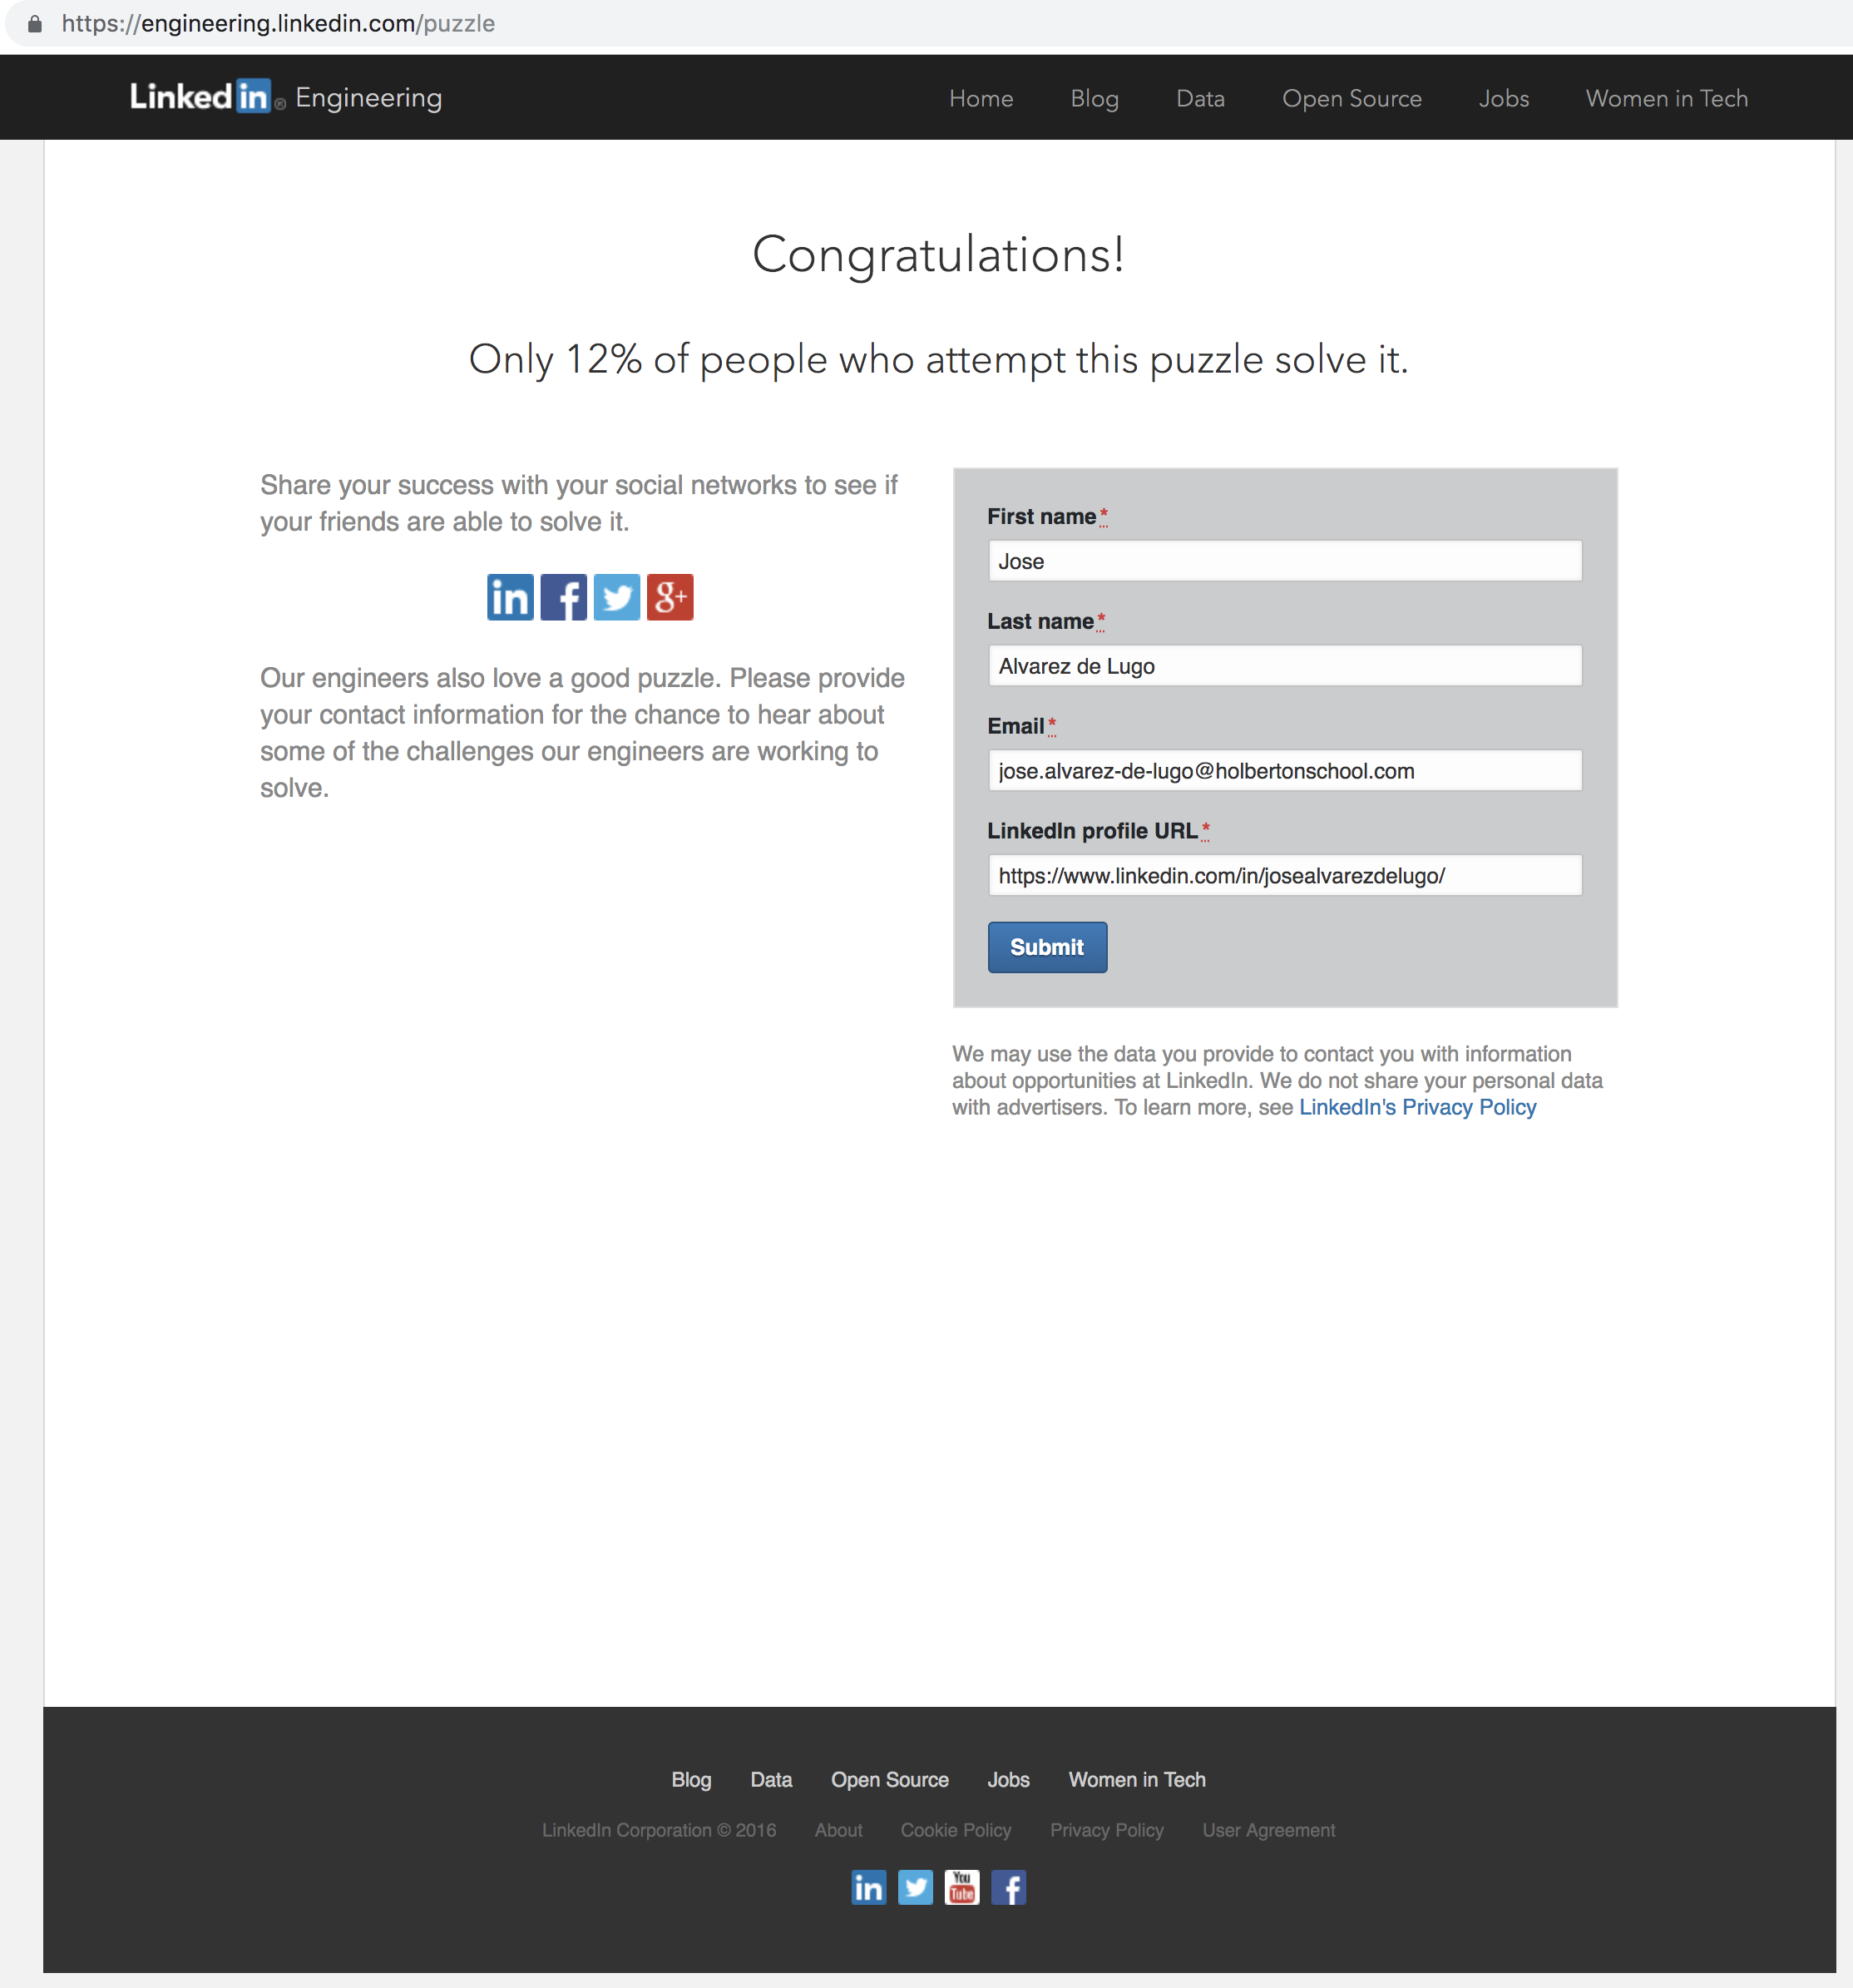 https://engineering.linkedin.com/puzzle
Linked in ® Engineering
Home Blog Data Open Source Jobs Women in Tech
Congratulations!
Only 12% of people who attempt this puzzle solve it.
Share your success with your social networks to see if
your friends are able to solve it.
in f g+
Our engineers also love a good puzzle. Please provide
your contact information for the chance to hear about
some of the challenges our engineers are working to
solve.
First name*
Jose
Last name*
Alvarez de Lugo
Email*
jose.alvarez-de-lugo@holbertonschool.com
LinkedIn profile URL*
https://www.linkedin.com/in/josealvarezdelugo/
Submit
We may use the data you provide to contact you with information
about opportunities at LinkedIn. We do not share your personal data
with advertisers. To learn more, see LinkedIn's Privacy Policy
Blog Data Open Source Jobs Women in Tech
LinkedIn Corporation © 2016 About Cookie Policy Privacy Policy User Agreement
in You Tube f